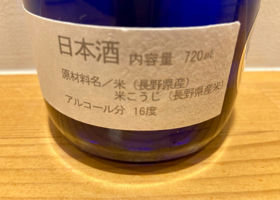 日本酒 内容量 720mL
原材料名／米（長野県産）
米こうじ（長野県産米）
アルコール分 16度